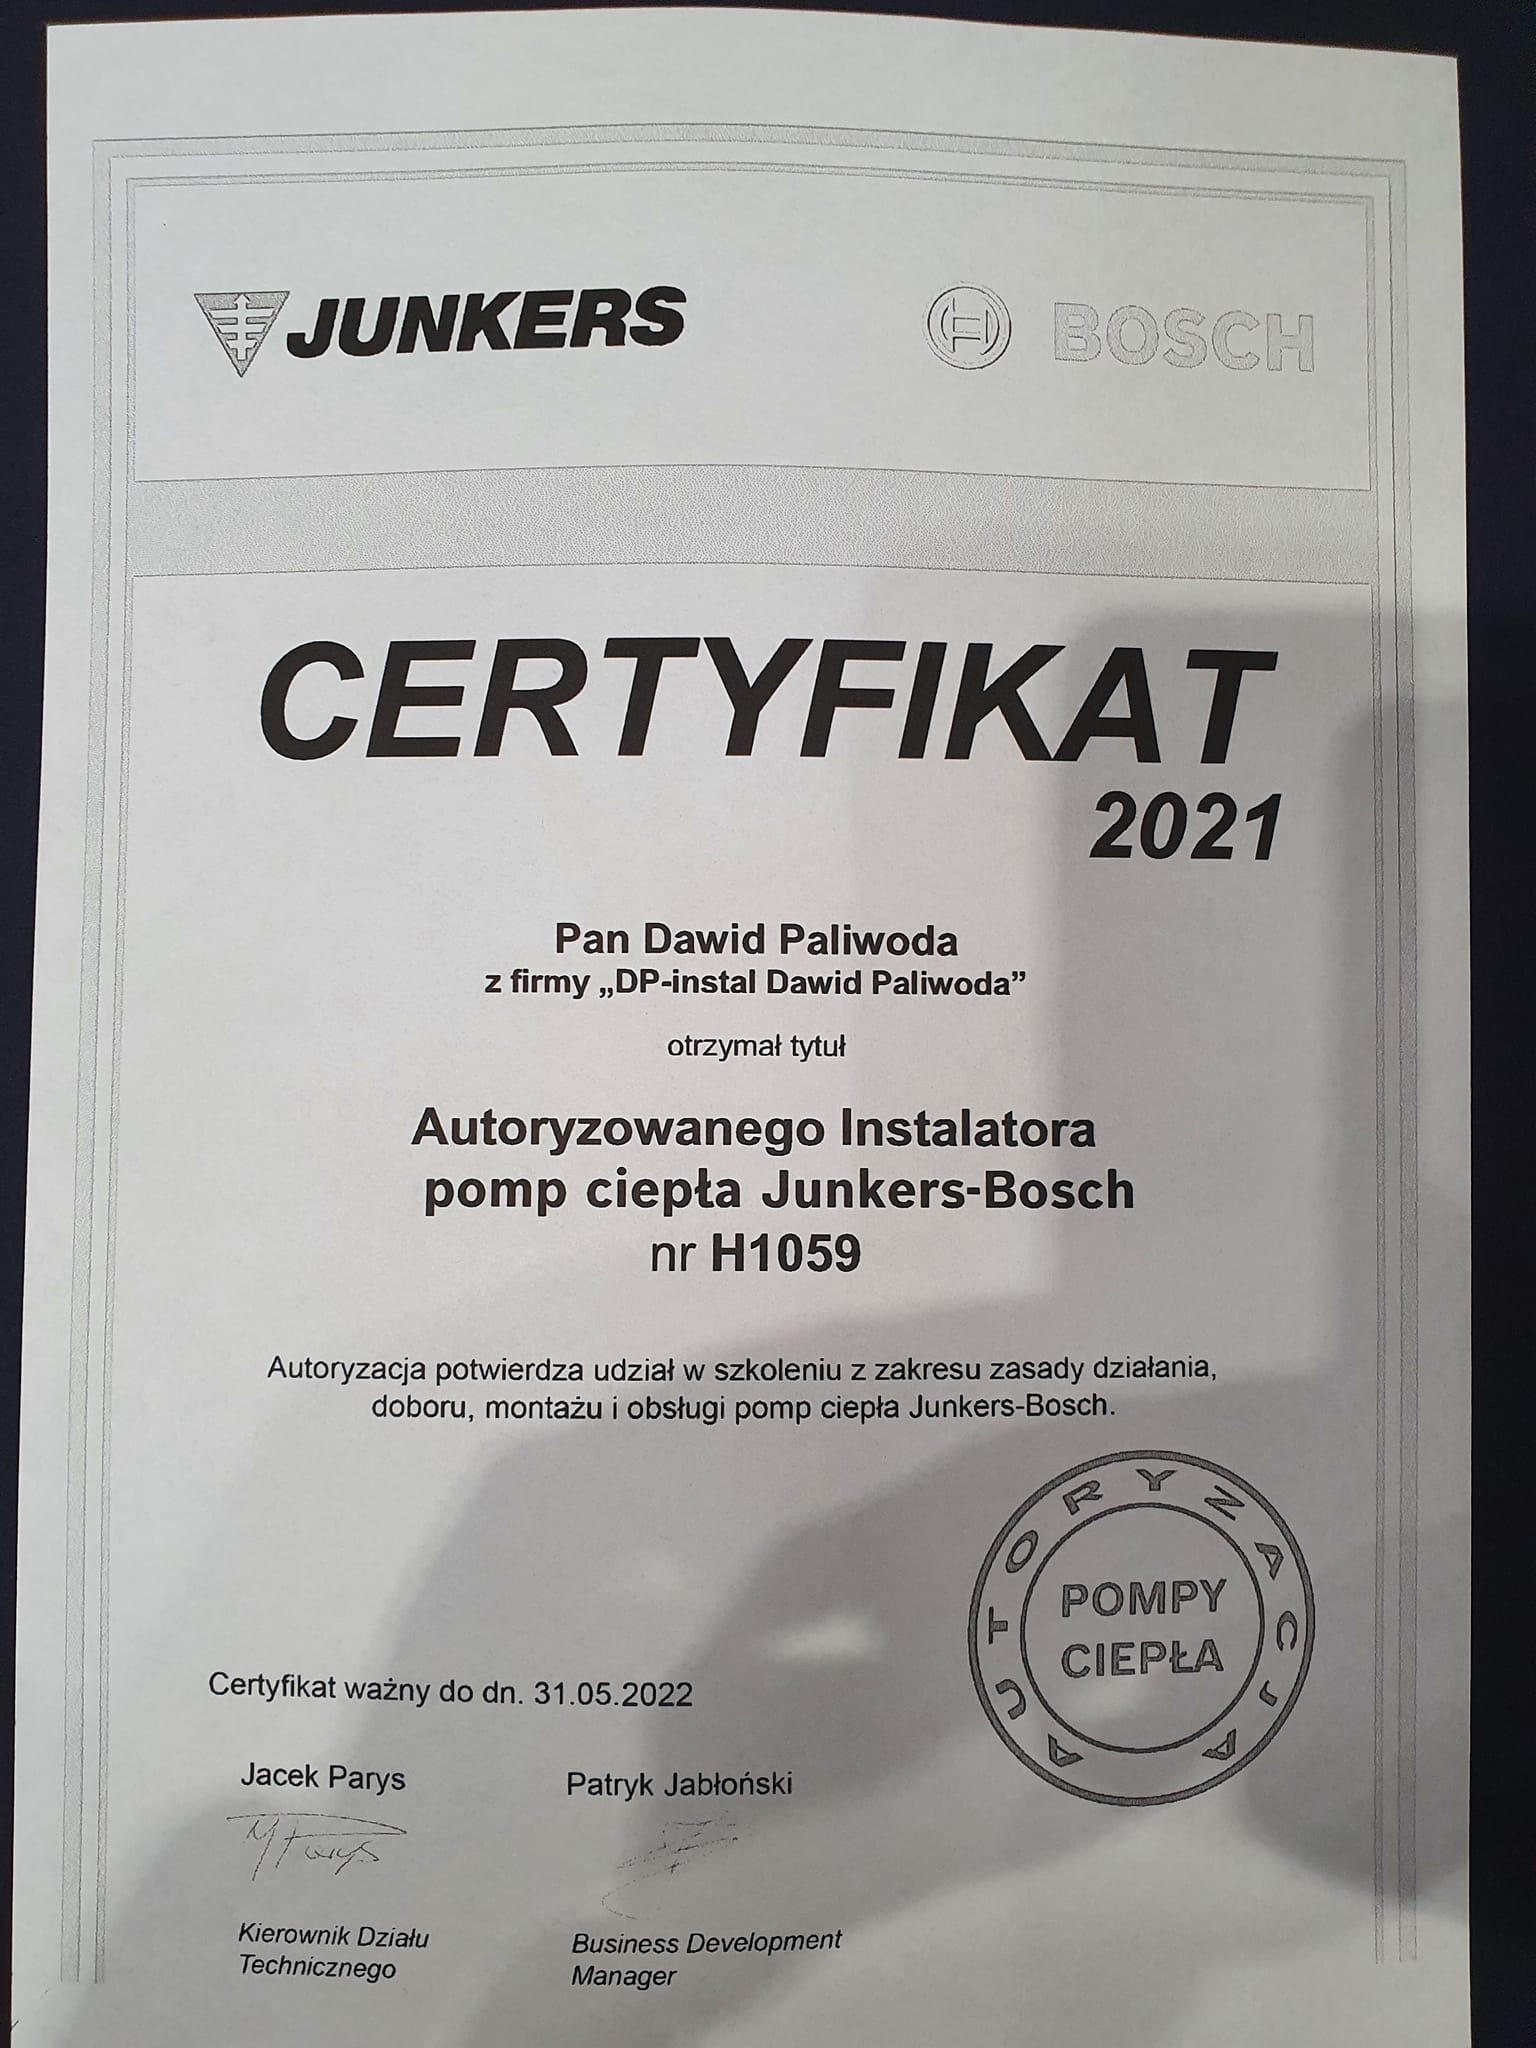 JUNKERS
BOSCH
CERTYFIKAT
2021
Pan Dawid Paliwoda
z firmy „DP-instal Dawid Paliwoda”
otrzymał tytuł
Autoryzowanego Instalatora
pomp ciepła Junkers-Bosch
nr H1059
Autoryzacja potwierdza udział w szkoleniu z zakresu zasady działania,
doboru, montażu i obsługi pomp ciepła Junkers-Bosch.
AUTORYZACJA
POMPY
CIEPŁA
Certyfikat ważny do dn. 31.05.2022
Jacek Parys
Patryk Jabłoński
Kierownik Działu
Technicznego
Business Development
Manager